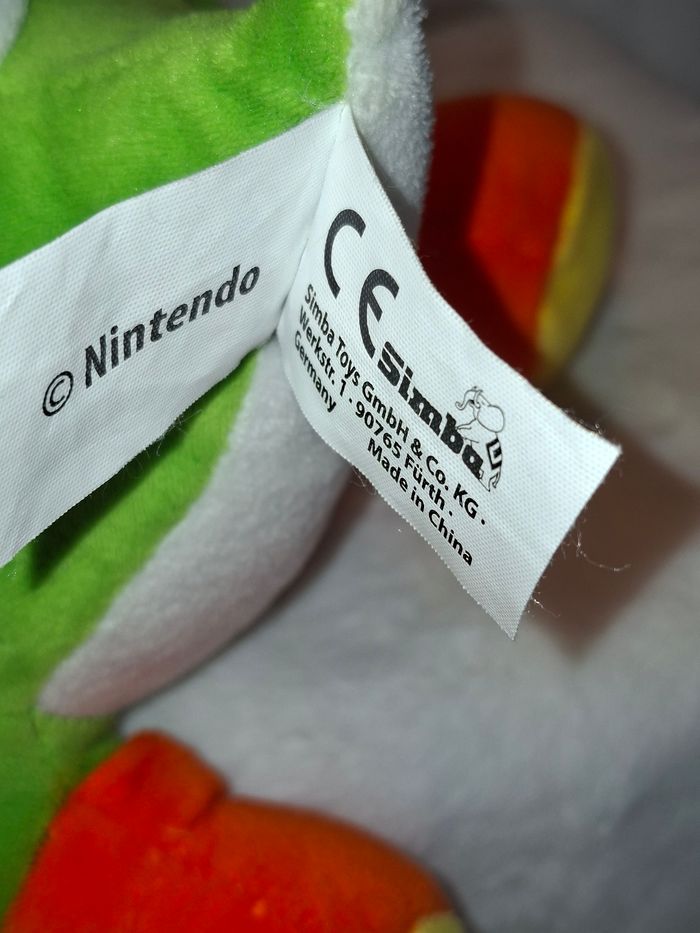 © Nintendo
CE
Simba
Simba Toys GmbH & Co. KG ·
Werkstr. 1 · 90765 Fürth ·
Germany
Made in China